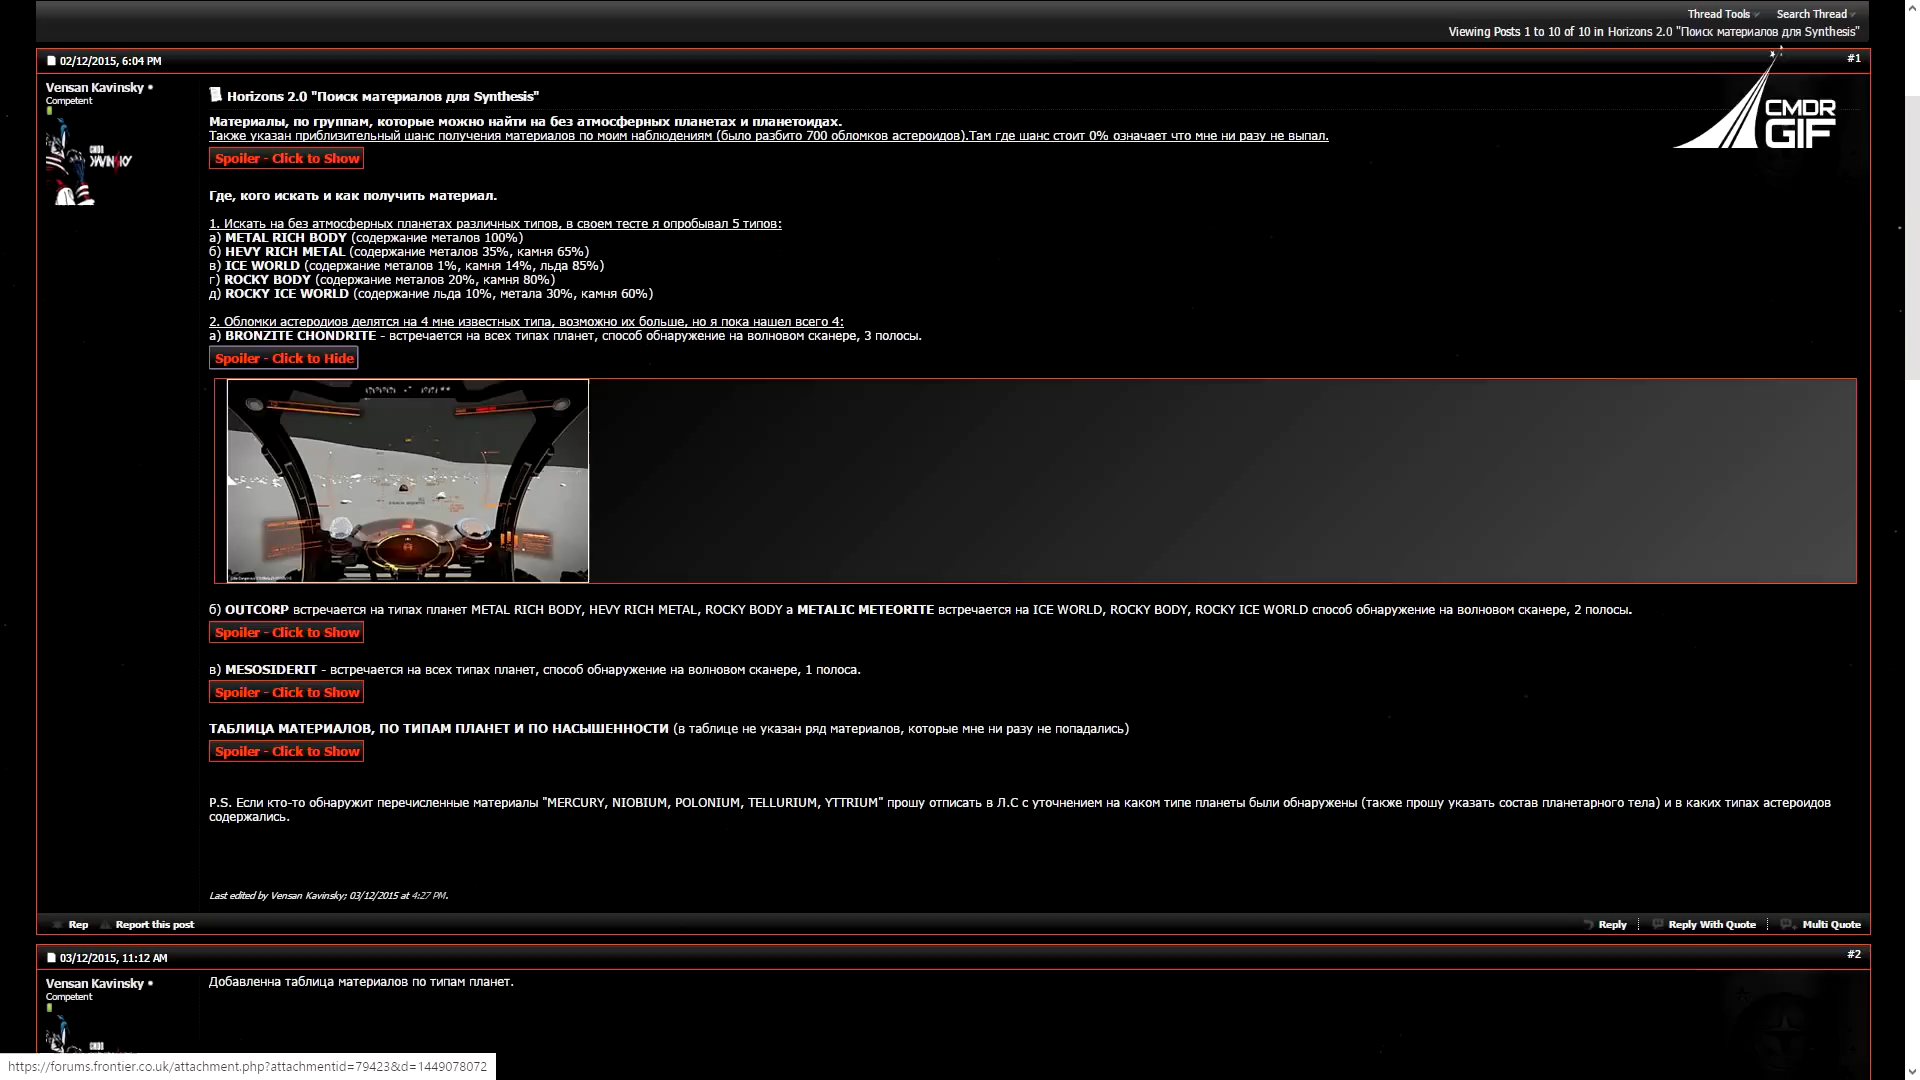 Thread Tools Search Thread
Viewing Posts 1 to 10 of 10 in Horizons 2.0 "Поиск материалов для Synthesis"
02/12/2015, 6:04 PM #1
Vensan Kavinsky
Competent
CMDR
KAVINSKY
CMDR
GIF
Horizons 2.0 "Поиск материалов для Synthesis"
Материалы, по группам, которые можно найти на без атмосферных планетах и планетоидах.
Также указан приблизительный шанс получения материалов по моим наблюдениям (было разбито 700 обломков астероидов).Там где шанс стоит 0% означает что мне ни разу не выпал.
Spoiler - Click to Show
Где, кого искать и как получить материал.
1. Искать на без атмосферных планетах различных типов, в своем тесте я опробывал 5 типов:
а) METAL RICH BODY (содержание металов 100%)
б) HEVY RICH METAL (содержание металов 35%, камня 65%)
в) ICE WORLD (содержание металов 1%, камня 14%, льда 85%)
г) ROCKY BODY (содержание металов 20%, камня 80%)
д) ROCKY ICE WORLD (содержание льда 10%, метала 30%, камня 60%)
2. Обломки астеродиов делятся на 4 мне известных типа, возможно их больше, но я пока нашел всего 4:
а) BRONZITE CHONDRITE - встречается на всех типах планет, способ обнаружение на волновом сканере, 3 полосы.
Spoiler - Click to Hide
б) OUTCORP встречается на типах планет METAL RICH BODY, HEVY RICH METAL, ROCKY BODY а METALIC METEORITE встречается на ICE WORLD, ROCKY BODY, ROCKY ICE WORLD способ обнаружение на волновом сканере, 2 полосы.
Spoiler - Click to Show
в) MESOSIDERIT - встречается на всех типах планет, способ обнаружение на волновом сканере, 1 полоса.
Spoiler - Click to Show
ТАБЛИЦА МАТЕРИАЛОВ, ПО ТИПАМ ПЛАНЕТ И ПО НАСЫШЕННОСТИ (в таблице не указан ряд материалов, которые мне ни разу не попадались)
Spoiler - Click to Show
P.S. Если кто-то обнаружит перечисленные материалы "MERCURY, NIOBIUM, POLONIUM, TELLURIUM, YTTRIUM" прошу отписать в Л.С с уточнением на каком типе планеты были обнаружены (также прошу указать состав планетарного тела) и в каких типах астероидов
содержались.
Last edited by Vensan Kavinsky; 03/12/2015 at 4:27 PM.
Rep Report this post Reply Reply With Quote Multi Quote
03/12/2015, 11:12 AM #2
Vensan Kavinsky
Competent
Добавленна таблица материалов по типам планет.
CMDR
https://forums.frontier.co.uk/attachment.php?attachmentid=79423&d=1449078072